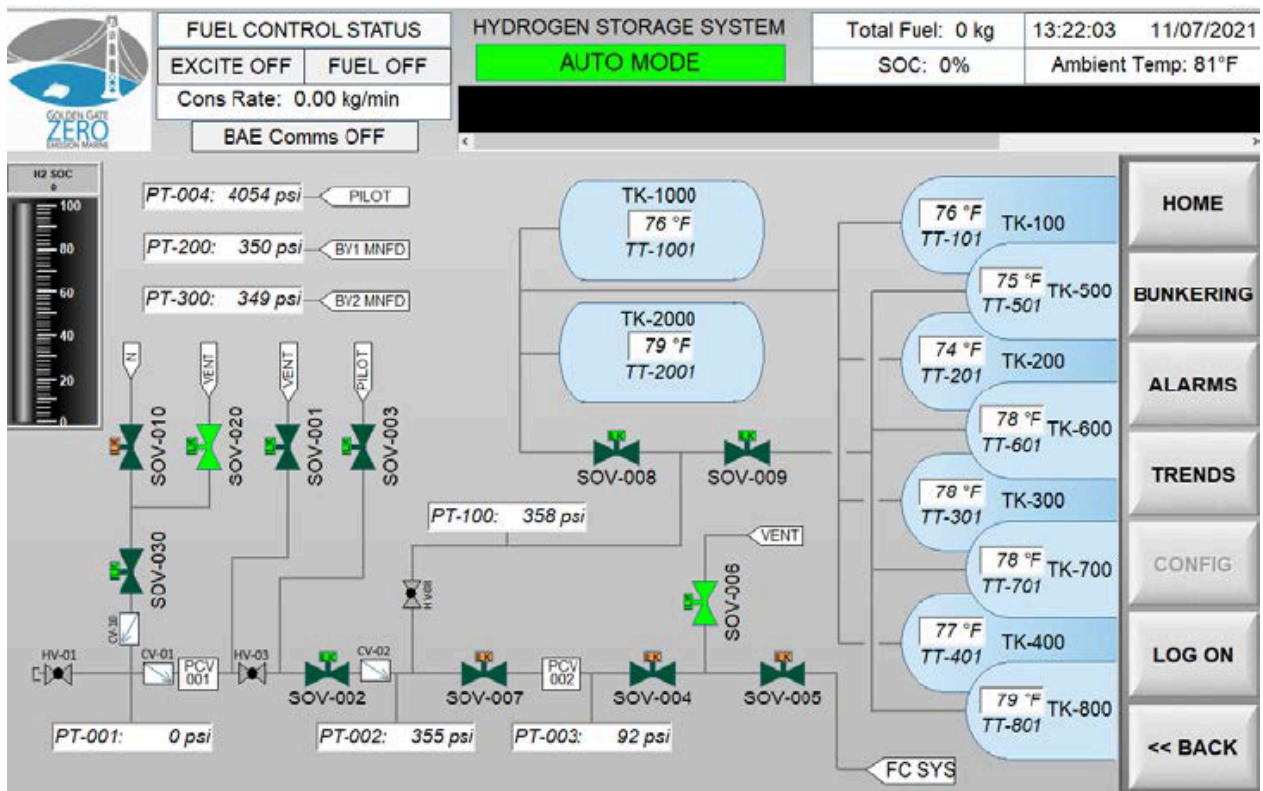 FUEL CONTROL STATUS
EXCITE OFF FUEL OFF
Cons Rate: 0.00 kg/min
BAE Comms OFF
HYDROGEN STORAGE SYSTEM
AUTO MODE
Total Fuel: 0 kg
13:22:03 11/07/2021
SOC: 0%
Ambient Temp: 81°F
GOLDEN GATE
ZERO
EMISSION MARINE
H2 SOC
0
100
80
60
40
20
0
PT-004: 4054 psi
PILOT
PT-200: 350 psi
BV1 MNFD
PT-300: 349 psi
BV2 MNFD
N
VENT
VENT
PILOT
SOV-010
SOV-020
SOV-001
SOV-003
SOV-030
CV-10
TK-1000
76 °F
TT-1001
TK-2000
79 °F
TT-2001
SOV-008
SOV-009
PT-100: 358 psi
VENT
HV-08
SOV-006
HV-01
CV-01
PCV
001
HV-03
SOV-002
CV-02
SOV-007
PCV
002
SOV-004
SOV-005
PT-001: 0 psi
PT-002: 355 psi
PT-003: 92 psi
FC SYS
76 °F
TT-101
TK-100
75 °F
TT-501
TK-500
74 °F
TT-201
TK-200
78 °F
TT-601
TK-600
78 °F
TT-301
TK-300
78 °F
TT-701
TK-700
77 °F
TT-401
TK-400
79 °F
TT-801
TK-800
HOME
BUNKERING
ALARMS
TRENDS
CONFIG
LOG ON
<< BACK